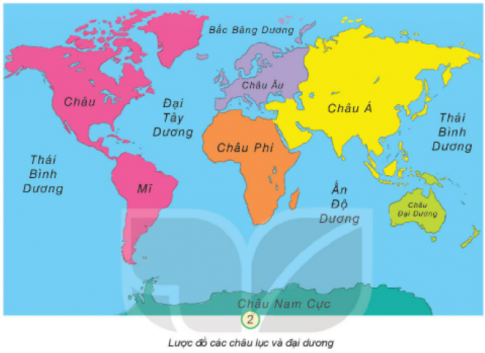 Bắc Băng Dương
Châu Âu
Châu
Đại
Tây
Dương
Châu Á
Thái
Bình
Dương
Châu Phi
Thái
Bình
Dương
Mĩ
Ấn
Độ
Dương
Châu
Đại Dương
Châu Nam Cực
2
Lược đồ các châu lục và đại dương